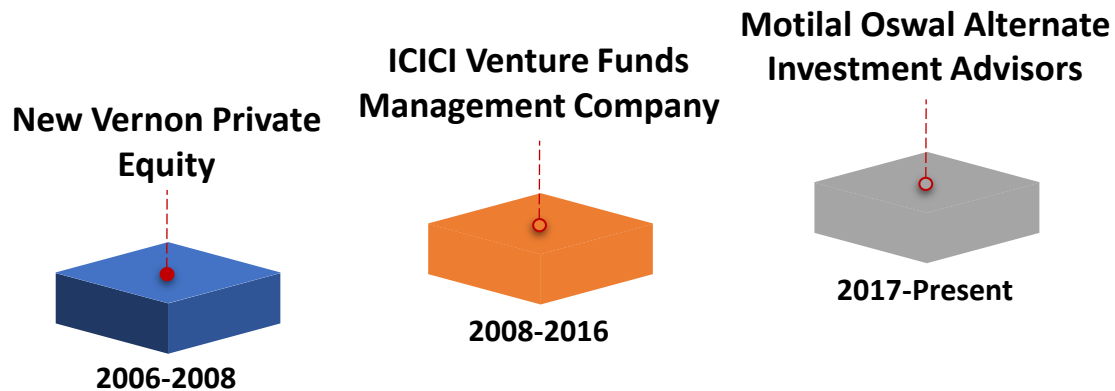 New Vernon Private
Equity
2006-2008
ICICI Venture Funds
Management Company
2008-2016
Motilal Oswal Alternate
Investment Advisors
2017-Present